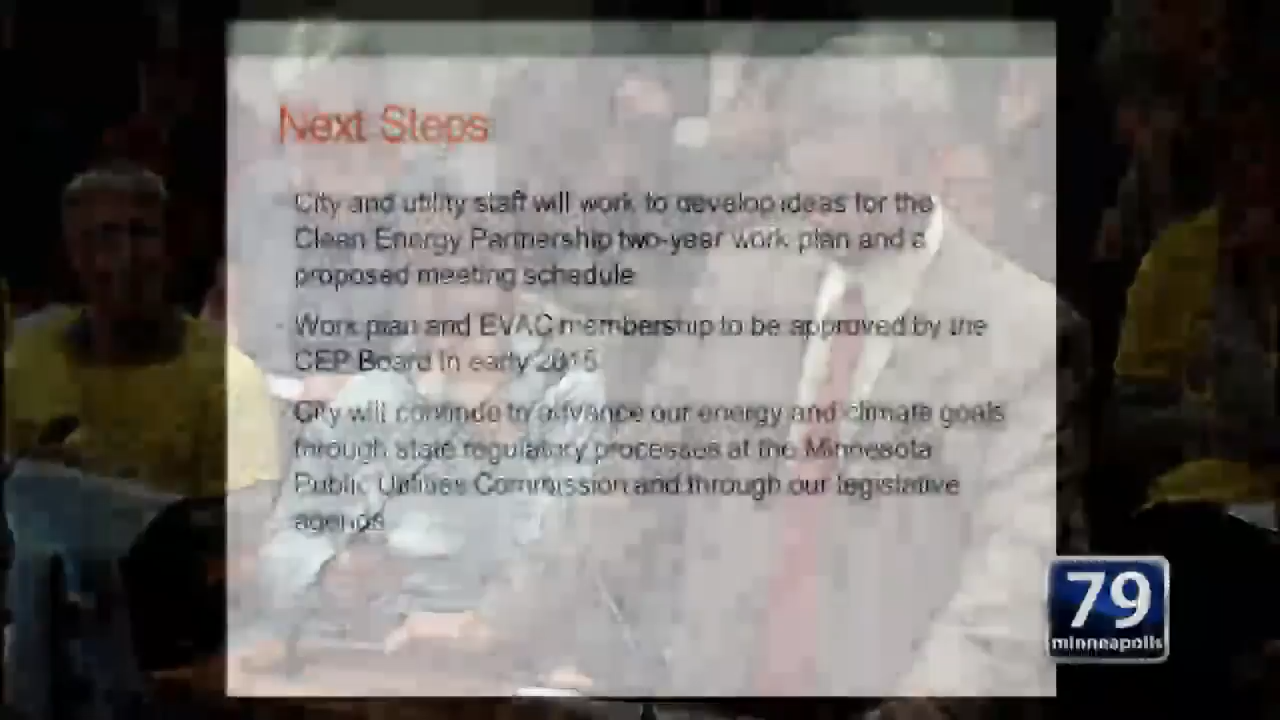 Next Steps
City and utility staff will work to develop ideas for the
Clean Energy Partnership two-year work plan and a
proposed meeting schedule
Work plan and EVAC membership to be approved by the
CEP Board in early 2015
City will continue to advance our energy and climate goals
through state regulatory processes at the Minnesota
Public Utilities Commission and through our legislative
agenda
79
minneapolis